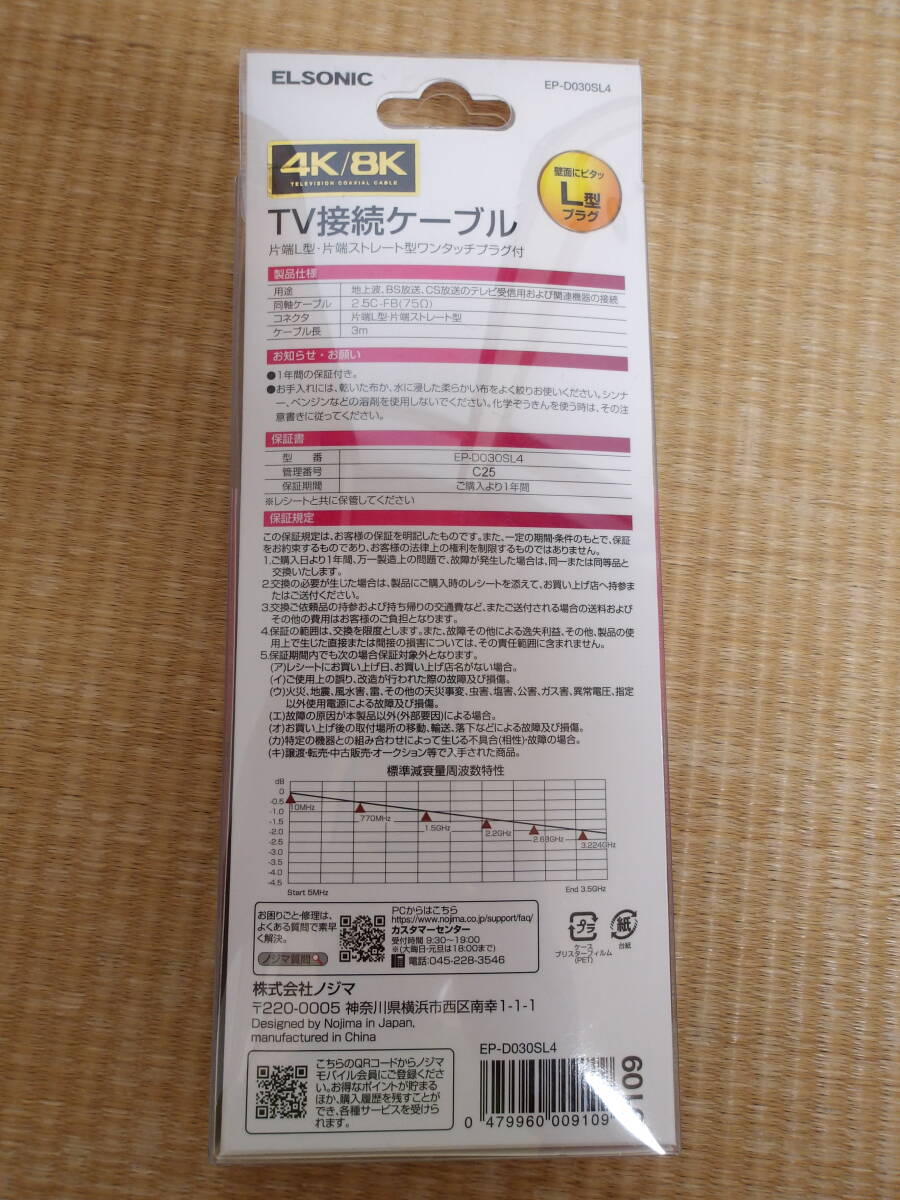 ELSONIC
EP-D030SL4
4K/8K
TELEVISION COAXIAL CABLE
壁面にピタッ
L型
プラグ
TV接続ケーブル
片端L型・片端ストレート型ワンタッチプラグ付
製品仕様
用途 地上波、BS放送、CS放送のテレビ受信用および関連機器の接続
同軸ケーブル 2.5C-FB(75Ω)
コネクタ 片端L型・片端ストレート型
ケーブル長 3m
お知らせ・お願い
●1年間の保証付き。
●お手入れには、乾いた布か、水に浸した柔らかい布をよく絞りお使いください。シンナ
ー、ベンジンなどの溶剤を使用しないでください。化学ぞうきんを使う時は、その注
意書きに従ってください。
保証書
型 番 EP-D030SL4
管理番号 C25
保証期間 ご購入より1年間
※レシートと共に保管してください
保証規定
この保証規定は、お客様の保証を明記したものです。また、一定の期間・条件のもとで、保証
をお約束するものであり、お客様の法律上の権利を制限するものではありません。
1.ご購入日より1年間、万一製造上の問題で、故障が発生した場合は、同一または同等品と
交換いたします。
2.交換の必要が生じた場合は、製品にご購入時のレシートを添えて、お買い上げ店へ持参ま
たはご送付ください。
3.交換ご依頼品の持参および持ち帰りの交通費など、またご送付される場合の送料および
その他の費用はお客様のご負担となります。
4.保証の範囲は、交換を限度とします。また、故障その他による逸失利益、その他、製品の使
用上で生じた直接または間接の損害については、その責任範囲に含まれません。
5.保証期間内でも次の場合保証対象外となります。
(ア)レシートにお買い上げ日、お買い上げ店名がない場合。
(イ)ご使用上の誤り、改造が行われた際の故障及び損傷。
(ウ)火災、地震、風水害、雷、その他の天災事変、虫害、塩害、公害、ガス害、異常電圧、指定
以外使用電源による故障及び損傷。
(エ)故障の原因が本製品以外(外部要因)による場合。
(オ)お買い上げ後の取付場所の移動、輸送、落下などによる故障及び損傷。
(カ)特定の機器との組み合わせによって生じる不具合(相性)・故障の場合。
(キ)譲渡・転売・中古販売・オークション等で入手された商品。
標準減衰量周波数特性
dB
0
-0.5
-1.0
-1.5
-2.0
-2.5
-3.0
-3.5
-4.0
-4.5
10MHz
770MHz
1.5GHz
2.2GHz
2.68GHz
3.224GHz
Start 5MHz
End 3.5GHz
お困りごと・修理は、
よくある質問で素早
く解決。
ノジマ質問
PCからはこちら
https://www.nojima.co.jp/support/faq/
カスタマーセンター
受付時間 9:30~19:00
※(大晦日・元旦は18:00まで)
電話:045-228-3546
プラ
ケース
ブリスターフィルム
(PET)
紙
台紙
株式会社ノジマ
〒220-0005 神奈川県横浜市西区南幸1-1-1
Designed by Nojima in Japan,
manufactured in China
こちらのQRコードからノジマ
モバイル会員にご登録くださ
い。お得なポイントが貯まる
ほか、購入履歴を残すことが
でき、各種サービスを受けら
れます。
EP-D030SL4
0 479960 009109